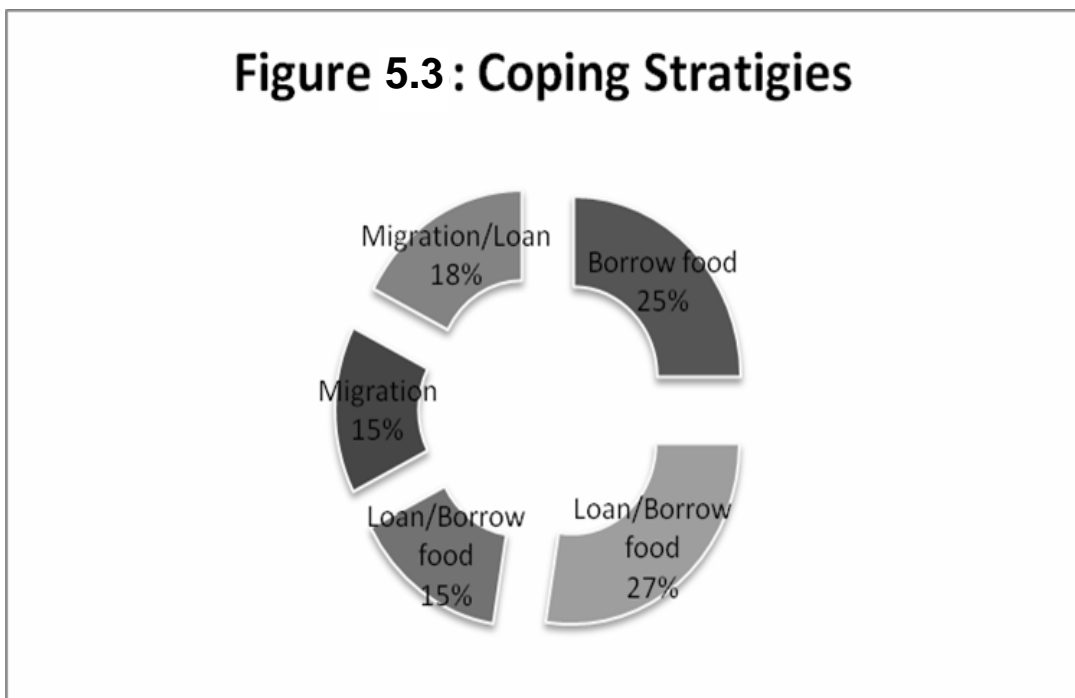 Figure 5.3 : Coping Stratigies
Migration/Loan
18%
Borrow food
25%
Migration
15%
Loan/Borrow
food
15%
Loan/Borrow
food
27%